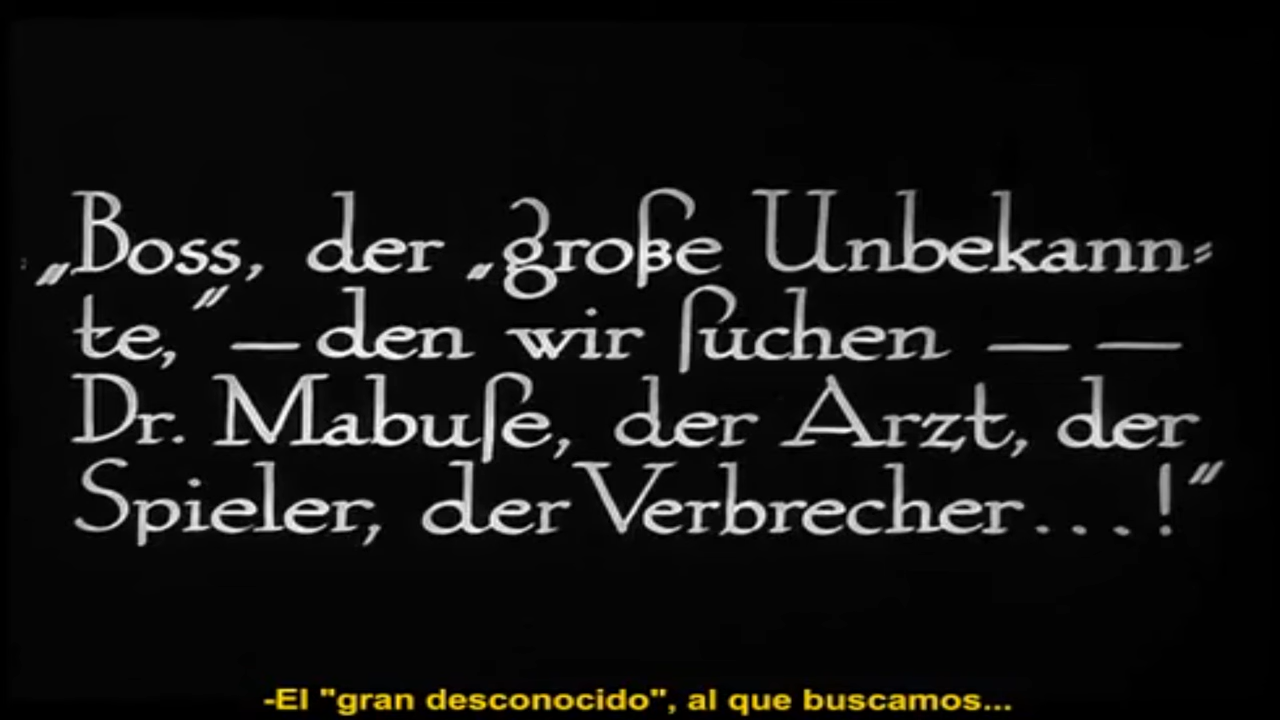 „Boss, der „große Unbekann⸗
te,“ — den wir ſuchen — —
Dr. Mabuſe, der Arzt, der
Spieler, der Verbrecher...!“
-El "gran desconocido", al que buscamos...